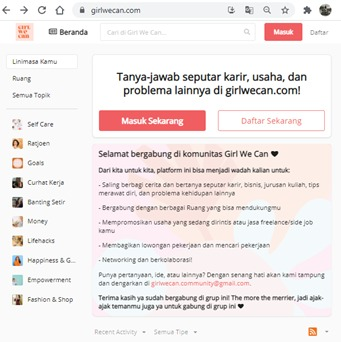 girlwecan.com
GIRL
WE
CAN
Beranda
Cari di Girl We Can...
Masuk
Daftar
Linimasa Kamu
Ruang
Semua Topik
Self Care
Ratjoen
Goals
Curhat Kerja
Banting Setir
Money
Lifehacks
Happiness & G...
Empowerment
Fashion & Shop
Tanya-jawab seputar karir, usaha, dan
problema lainnya di girlwecan.com!
Masuk Sekarang
Daftar Sekarang
Selamat bergabung di komunitas Girl We Can 🖤
Dari kita untuk kita, platform ini bisa menjadi wadah kalian untuk:
- Saling berbagi cerita dan bertanya seputar karir, bisnis, jurusan kuliah, tips
merawat diri, dan problema kehidupan lainnya
- Bergabung dengan berbagai Ruang yang bisa mendukungmu
- Mempromosikan usaha yang sedang dirintis atau jasa freelance/side job
kamu
- Membagikan lowongan pekerjaan dan mencari pekerjaan
- Networking dan berkolaborasi!
Punya pertanyaan, ide, atau lainnya? Dengan senang hati akan kami tampung
dan dengarkan di girlwecan.community@gmail.com.
Terima kasih ya sudah bergabung di grup ini! The more the merrier, jadi ajak-
ajak temanmu juga ya untuk gabung di grup ini 🖤
Recent Activity
Semua Tipe